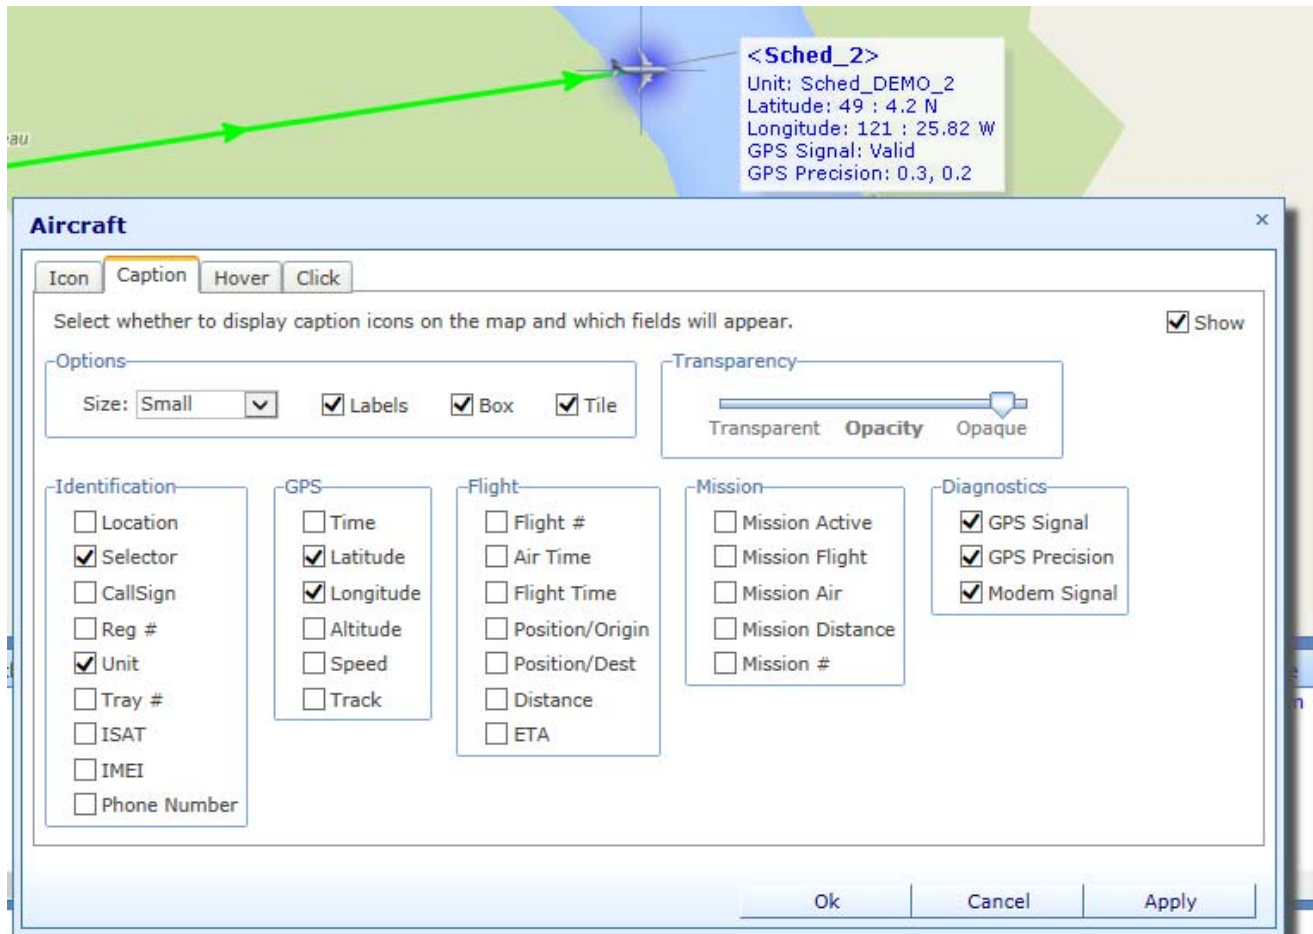 <Sched_2>
Unit: Sched_DEMO_2
Latitude: 49 : 4.2 N
Longitude: 121 : 25.82 W
GPS Signal: Valid
GPS Precision: 0.3, 0.2
au
Aircraft
Icon Caption Hover Click
Select whether to display caption icons on the map and which fields will appear. Show
Options
Size: Small Labels Box Tile
Transparency
Transparent Opacity Opaque
Identification
Location
Selector
CallSign
Reg #
Unit
Tray #
ISAT
IMEI
Phone Number
GPS
Time
Latitude
Longitude
Altitude
Speed
Track
Flight
Flight #
Air Time
Flight Time
Position/Origin
Position/Dest
Distance
ETA
Mission
Mission Active
Mission Flight
Mission Air
Mission Distance
Mission #
Diagnostics
GPS Signal
GPS Precision
Modem Signal
Ok Cancel Apply